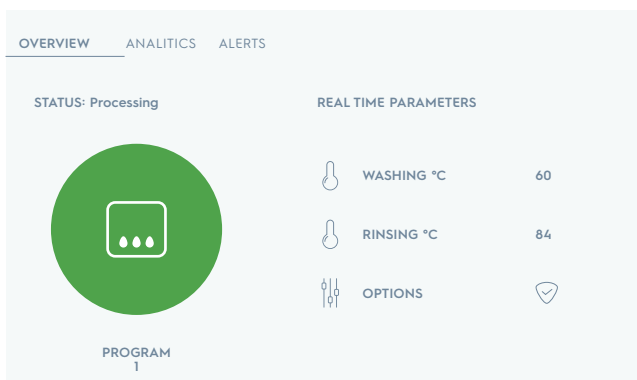 OVERVIEW ANALITICS ALERTS
STATUS: Processing
REAL TIME PARAMETERS
WASHING °C 60
RINSING °C 84
OPTIONS
PROGRAM
1